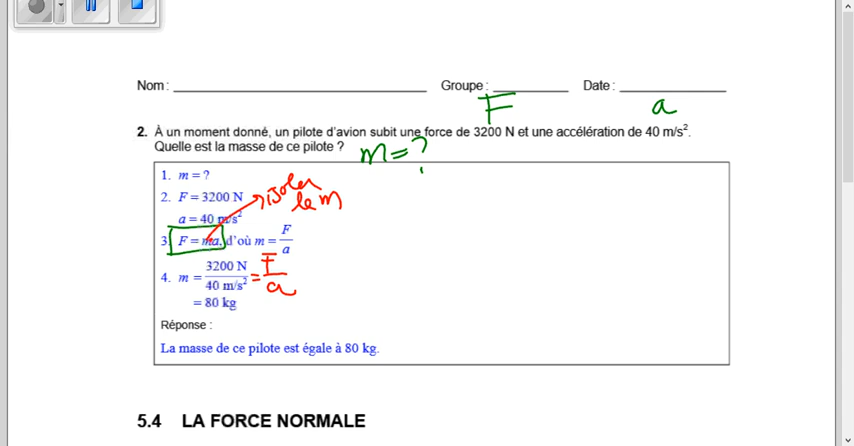 Nom : Groupe : Date :
F a
2. À un moment donné, un pilote d'avion subit une force de 3200 N et une accélération de 40 m/s².
Quelle est la masse de ce pilote ? m = ?
1. m = ?
2. F = 3200 N
isoler
le m
a = 40 m/s²
3. F = ma, d'où m = F/a
4. m = 3200 N / 40 m/s² = F/a
= 80 kg
Réponse :
La masse de ce pilote est égale à 80 kg.
5.4 LA FORCE NORMALE